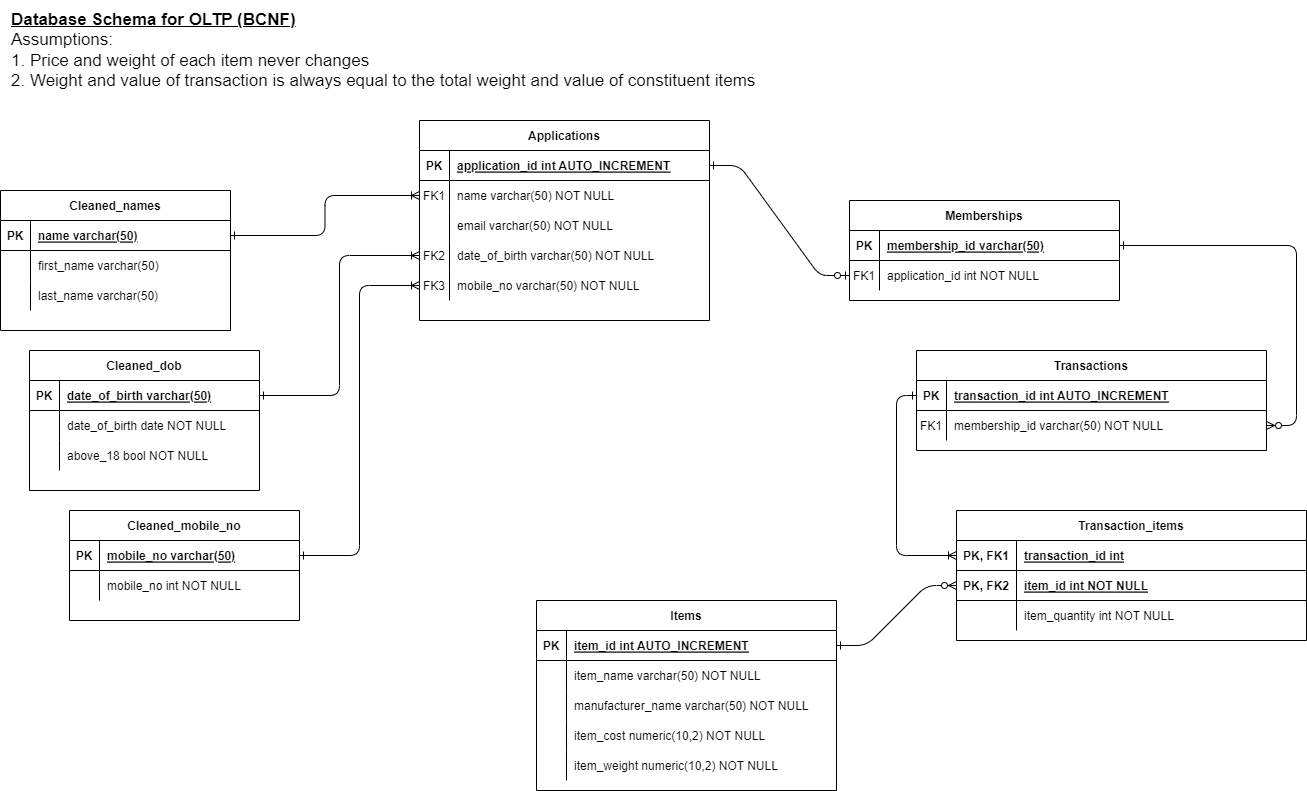 Database Schema for OLTP (BCNF)
Assumptions:
1. Price and weight of each item never changes
2. Weight and value of transaction is always equal to the total weight and value of constituent items
Applications
PK application_id int AUTO_INCREMENT
FK1 name varchar(50) NOT NULL
email varchar(50) NOT NULL
FK2 date_of_birth varchar(50) NOT NULL
FK3 mobile_no varchar(50) NOT NULL
Cleaned_names
PK name varchar(50)
first_name varchar(50)
last_name varchar(50)
Memberships
PK membership_id varchar(50)
FK1 application_id int NOT NULL
Cleaned_dob
PK date_of_birth varchar(50)
date_of_birth date NOT NULL
above_18 bool NOT NULL
Transactions
PK transaction_id int AUTO_INCREMENT
FK1 membership_id varchar(50) NOT NULL
Cleaned_mobile_no
PK mobile_no varchar(50)
mobile_no int NOT NULL
Transaction_items
PK, FK1 transaction_id int
PK, FK2 item_id int NOT NULL
item_quantity int NOT NULL
Items
PK item_id int AUTO_INCREMENT
item_name varchar(50) NOT NULL
manufacturer_name varchar(50) NOT NULL
item_cost numeric(10,2) NOT NULL
item_weight numeric(10,2) NOT NULL